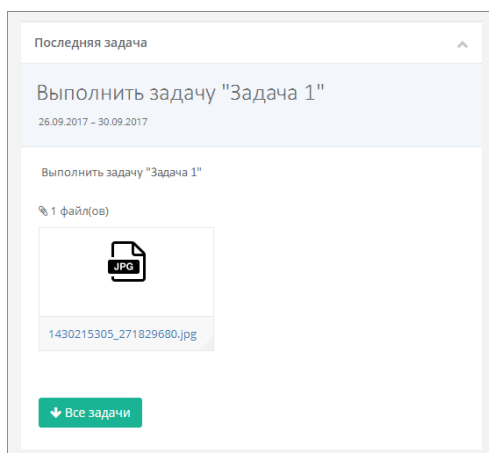 Последняя задача
Выполнить задачу "Задача 1"
26.09.2017 – 30.09.2017
Выполнить задачу "Задача 1"
1 файл(ов)
JPG
1430215305_271829680.jpg
Все задачи